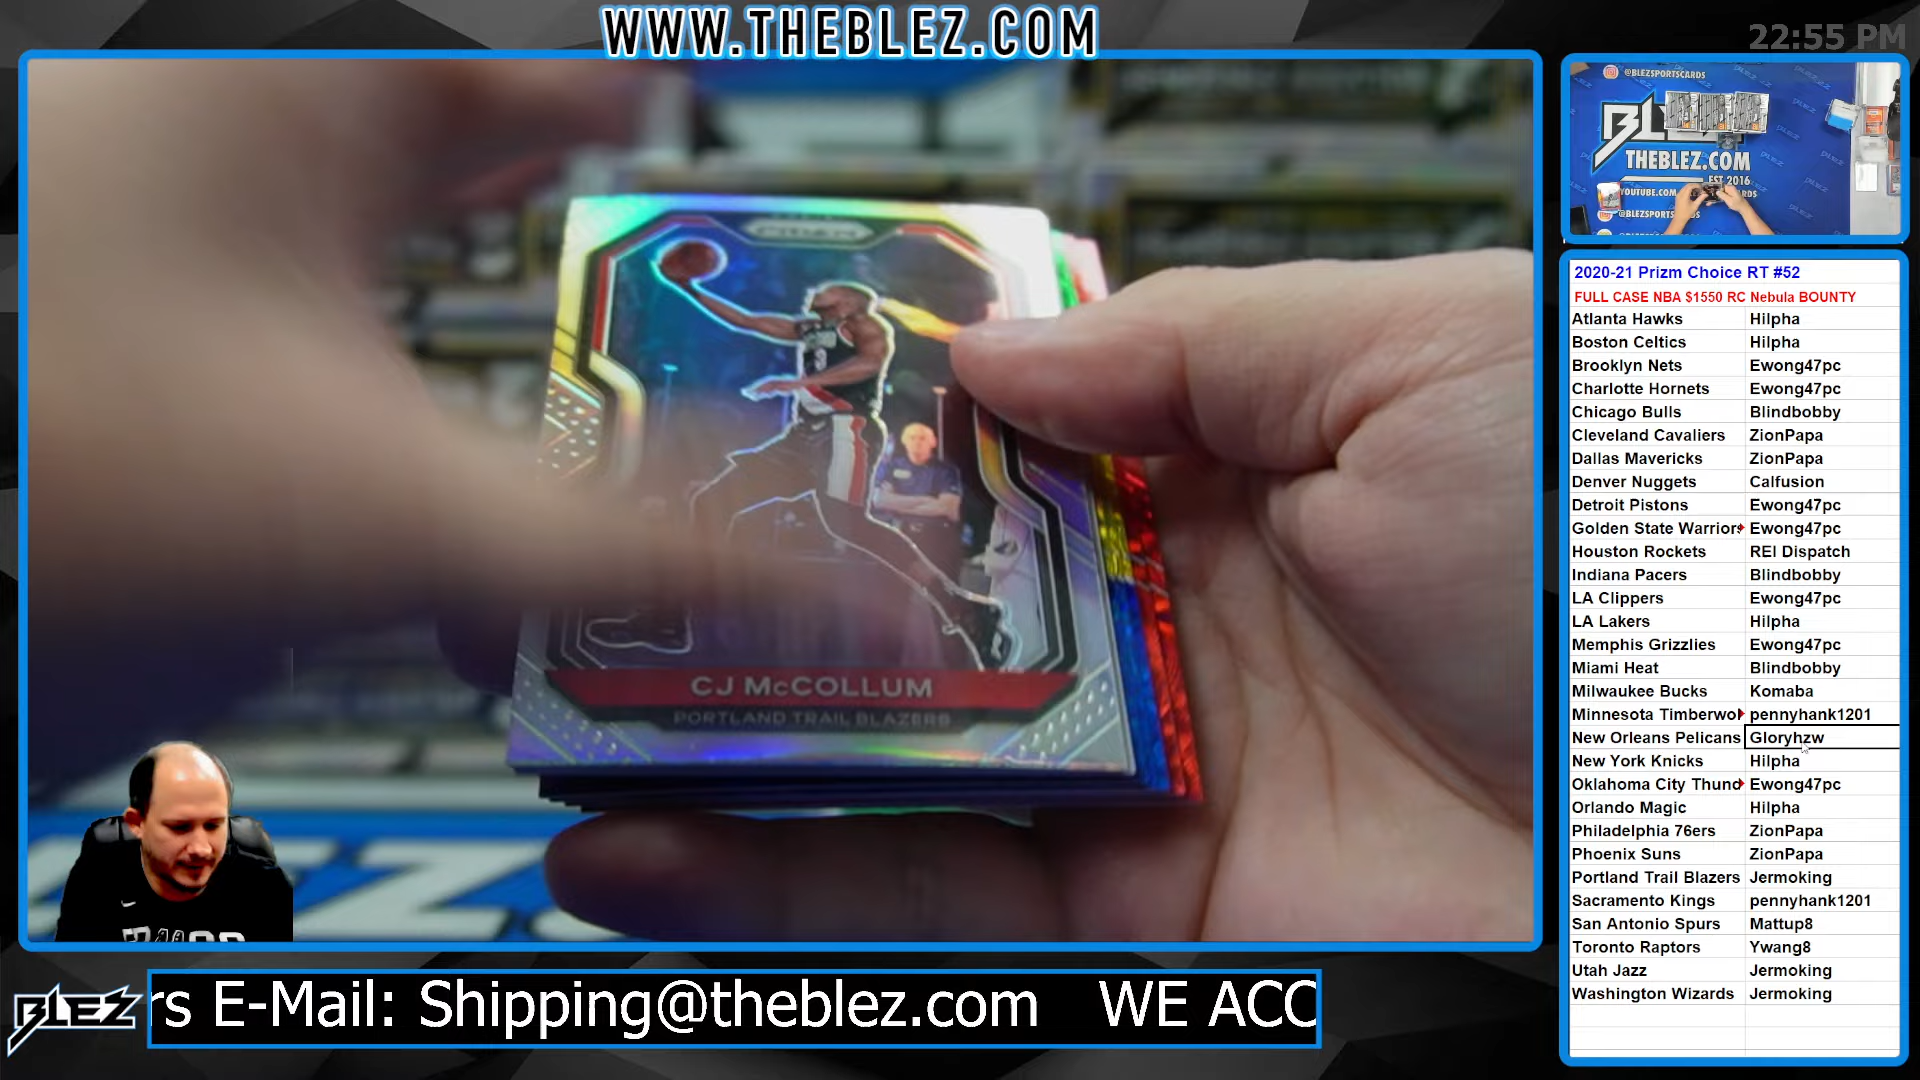 WWW.THEBLEZ.COM
22:55 PM
@BLEZSPORTSCARDS
THEBLEZ.COM
EST 2016
YOUTUBE.COM
@BLEZSPORTS
PRIZM
CJ McCOLLUM
PORTLAND TRAIL BLAZERS
2020-21 Prizm Choice RT #52
FULL CASE NBA $1550 RC Nebula BOUNTY
Atlanta Hawks Hilpha
Boston Celtics Hilpha
Brooklyn Nets Ewong47pc
Charlotte Hornets Ewong47pc
Chicago Bulls Blindbobby
Cleveland Cavaliers ZionPapa
Dallas Mavericks ZionPapa
Denver Nuggets Calfusion
Detroit Pistons Ewong47pc
Golden State Warriors Ewong47pc
Houston Rockets REI Dispatch
Indiana Pacers Blindbobby
LA Clippers Ewong47pc
LA Lakers Hilpha
Memphis Grizzlies Ewong47pc
Miami Heat Blindbobby
Milwaukee Bucks Komaba
Minnesota Timberwol pennyhank1201
New Orleans Pelicans Gloryhzw
New York Knicks Hilpha
Oklahoma City Thund Ewong47pc
Orlando Magic Hilpha
Philadelphia 76ers ZionPapa
Phoenix Suns ZionPapa
Portland Trail Blazers Jermoking
Sacramento Kings pennyhank1201
San Antonio Spurs Mattup8
Toronto Raptors Ywang8
Utah Jazz Jermoking
Washington Wizards Jermoking
BLEZ
rs E-Mail: Shipping@theblez.com WE ACC